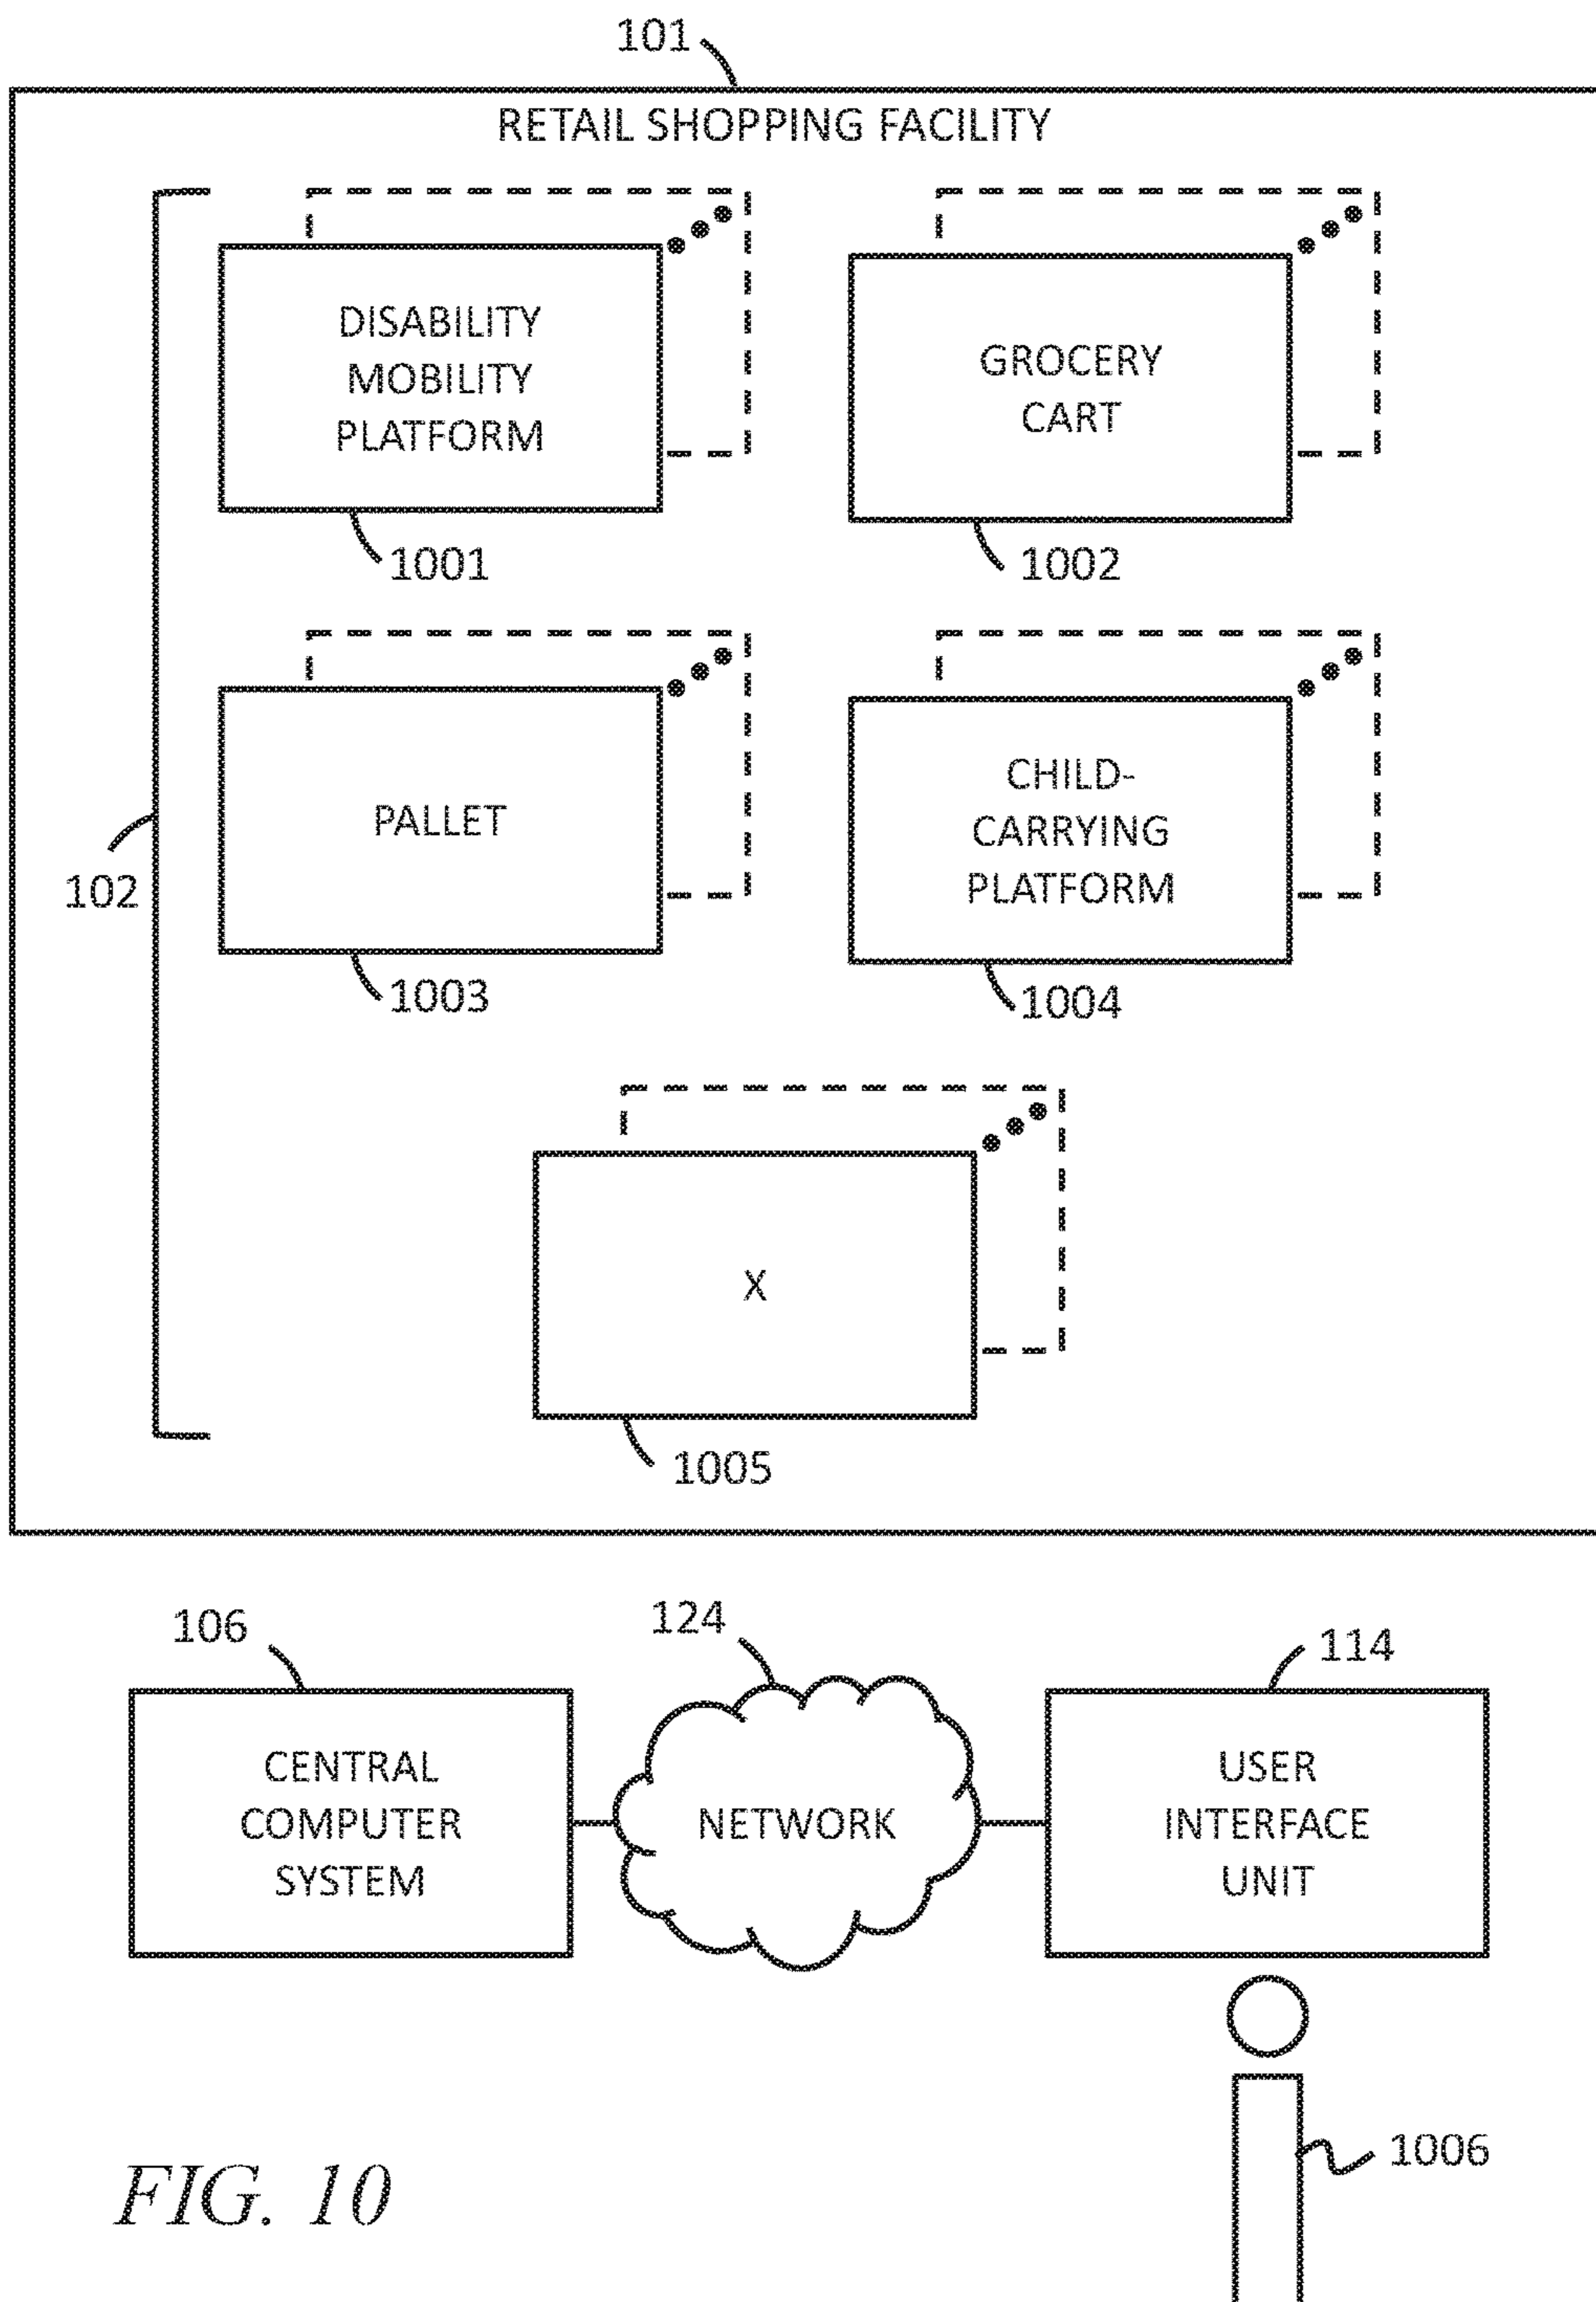 101
RETAIL SHOPPING FACILITY
DISABILITY
MOBILITY
PLATFORM
1001
GROCERY
CART
1002
102
PALLET
1003
CHILD-
CARRYING
PLATFORM
1004
X
1005
106
CENTRAL
COMPUTER
SYSTEM
124
NETWORK
114
USER
INTERFACE
UNIT
1006
FIG. 10